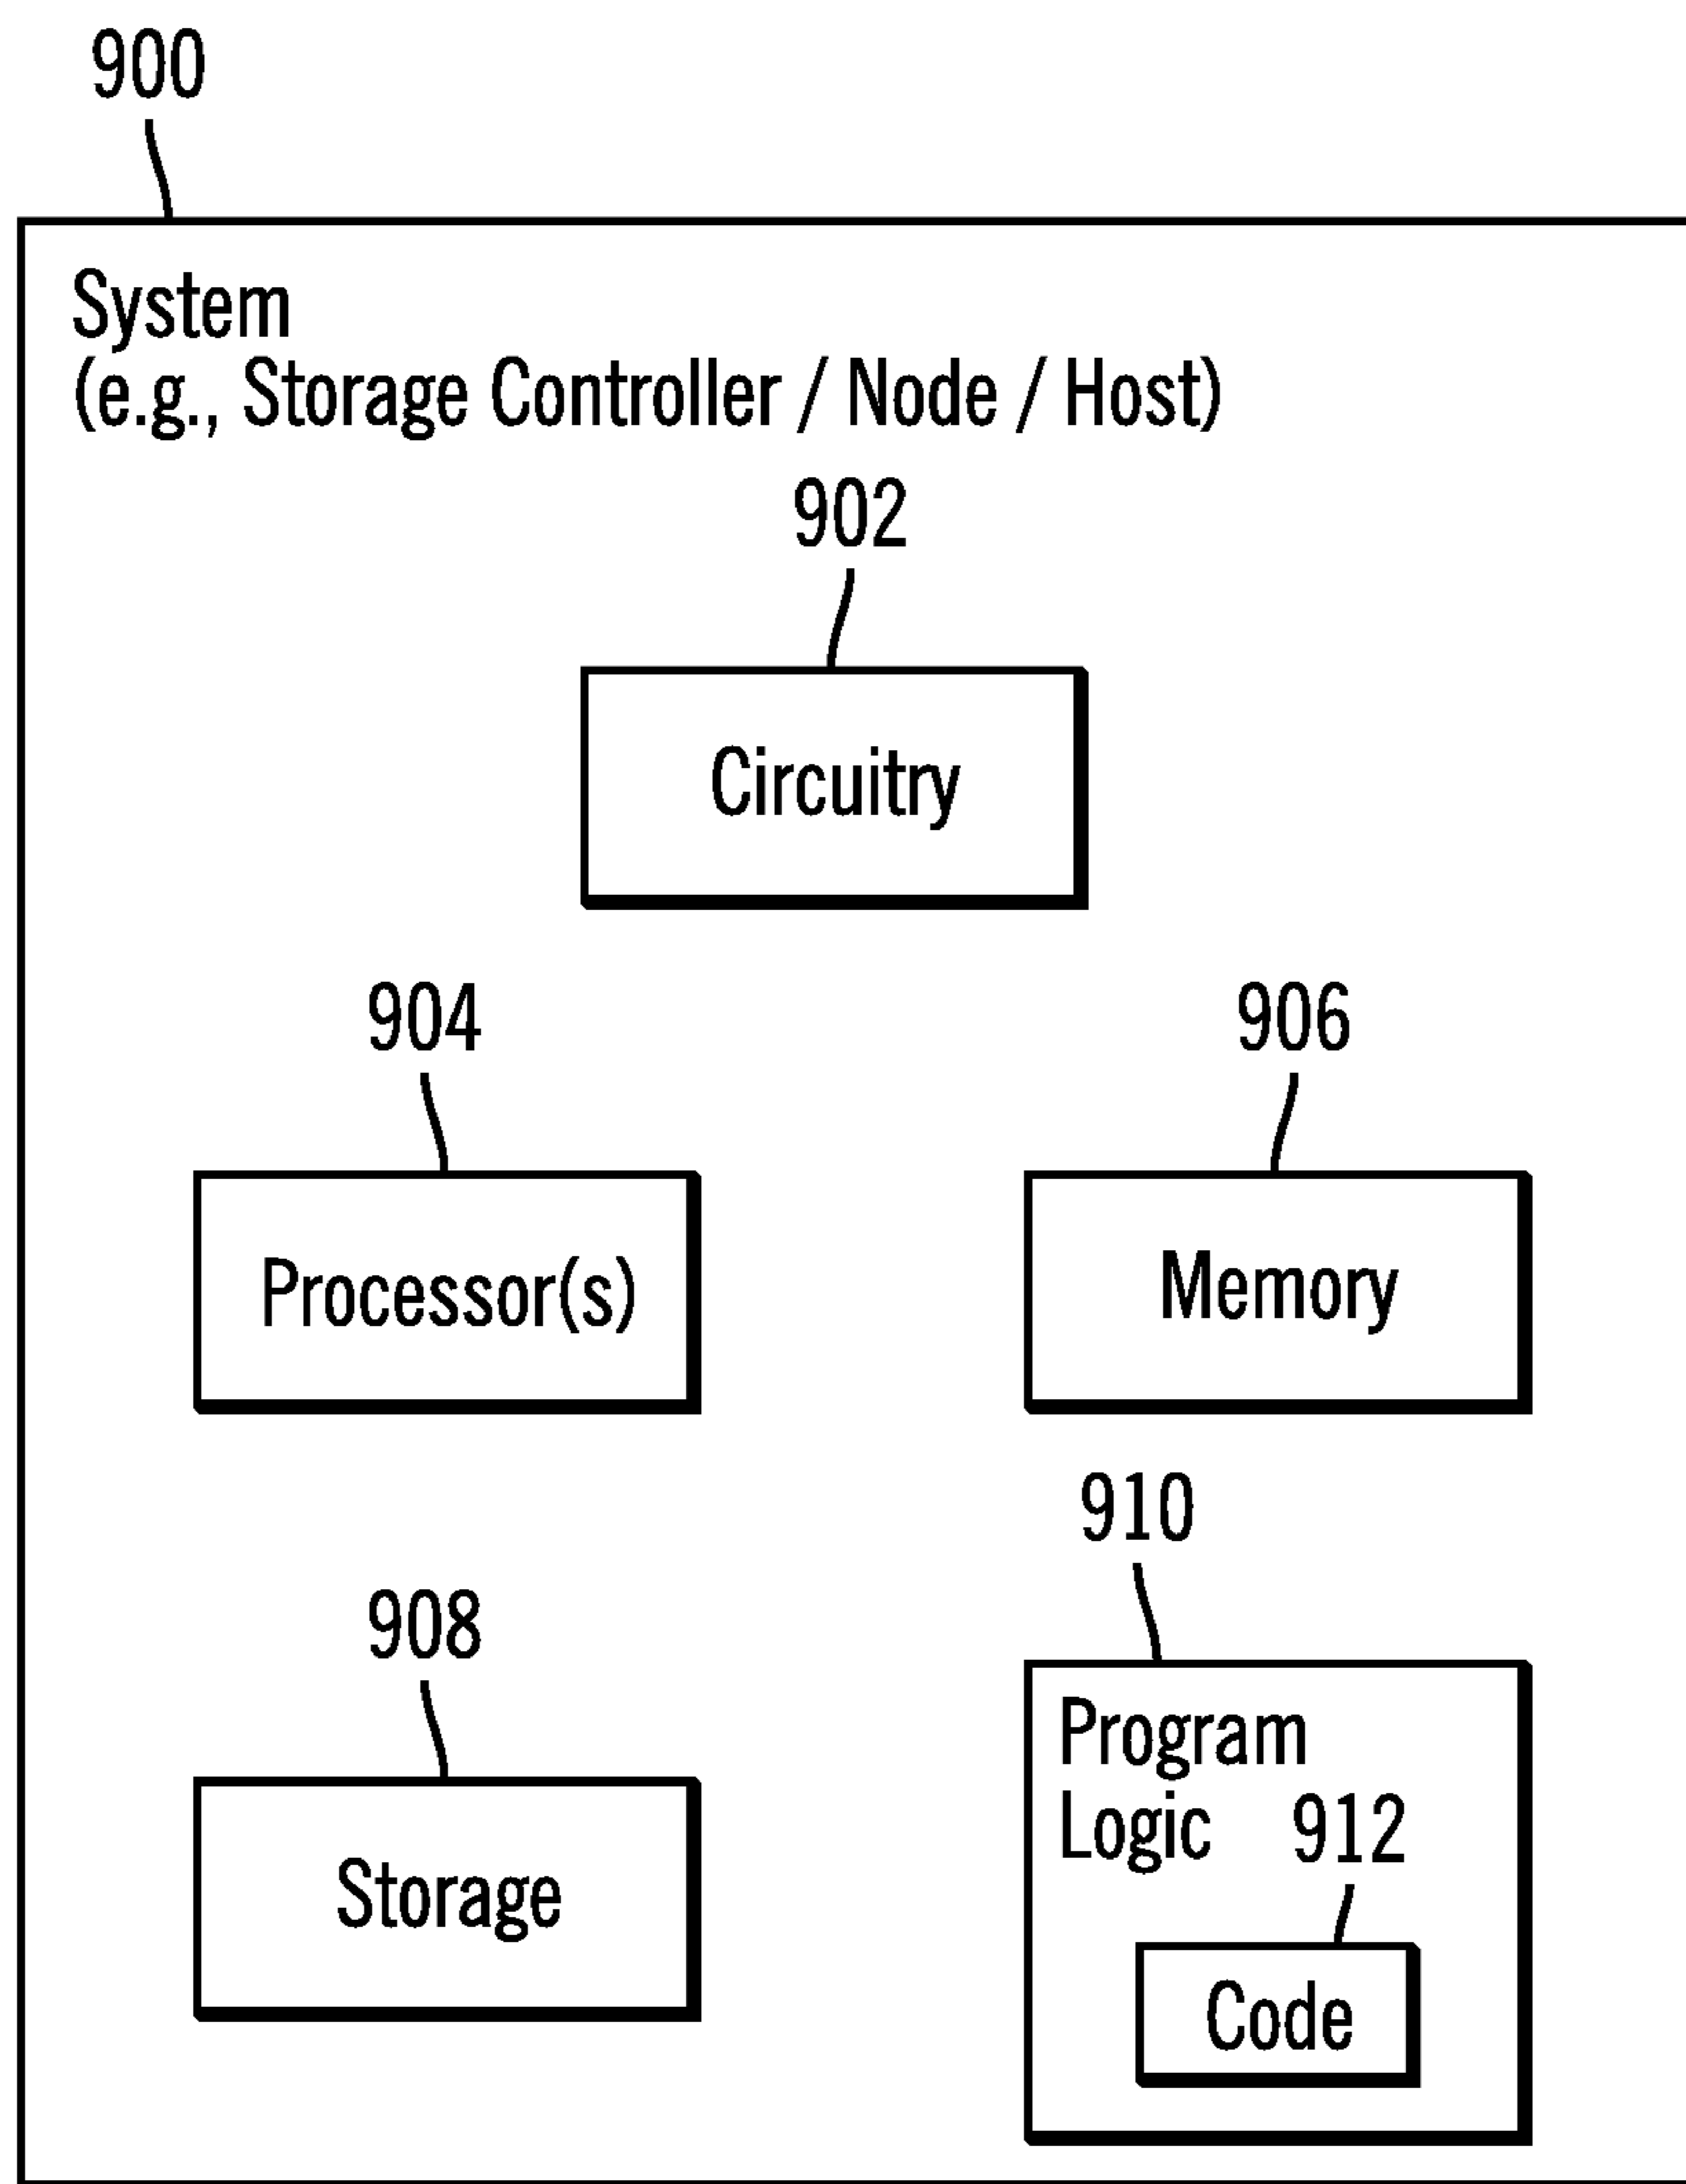 900
System
(e.g., Storage Controller / Node / Host)
902
Circuitry
904
906
Processor(s)
Memory
910
908
Program
Logic 912
Storage
Code